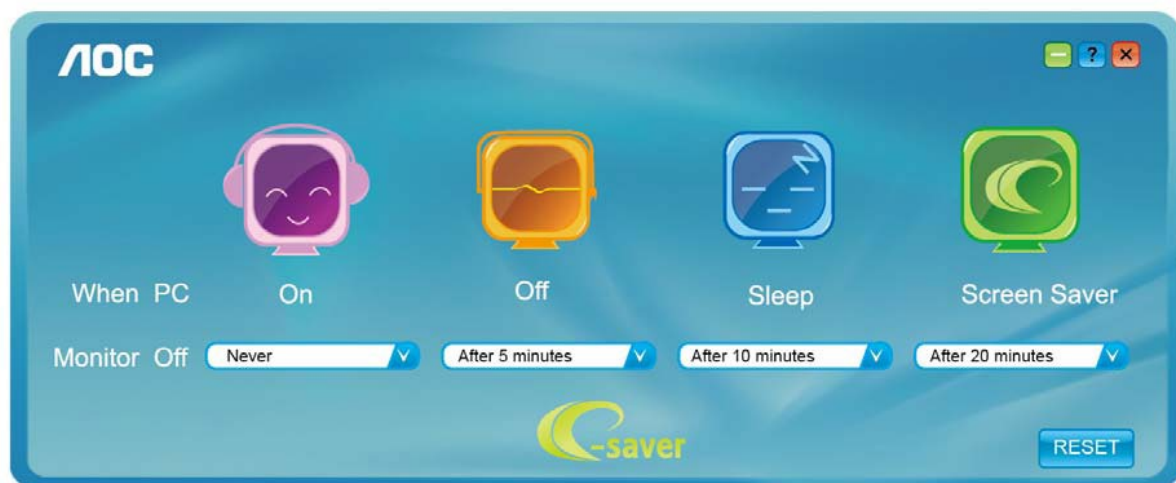 AOC
?
When PC On Off Sleep Screen Saver
Monitor Off Never After 5 minutes After 10 minutes After 20 minutes
e-saver
RESET